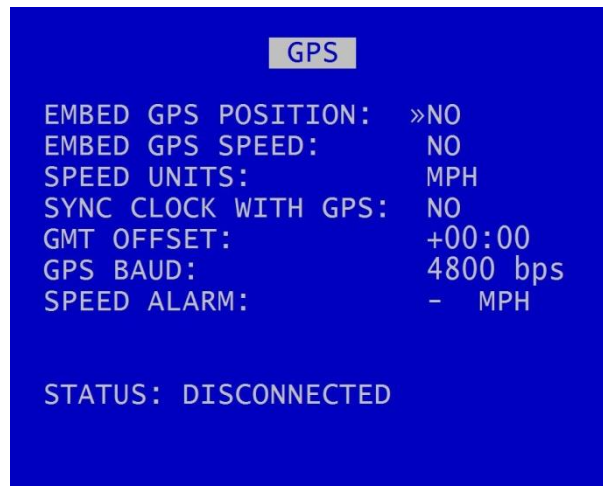 GPS
EMBED GPS POSITION: »NO
EMBED GPS SPEED: NO
SPEED UNITS: MPH
SYNC CLOCK WITH GPS: NO
GMT OFFSET: +00:00
GPS BAUD: 4800 bps
SPEED ALARM: - MPH
STATUS: DISCONNECTED